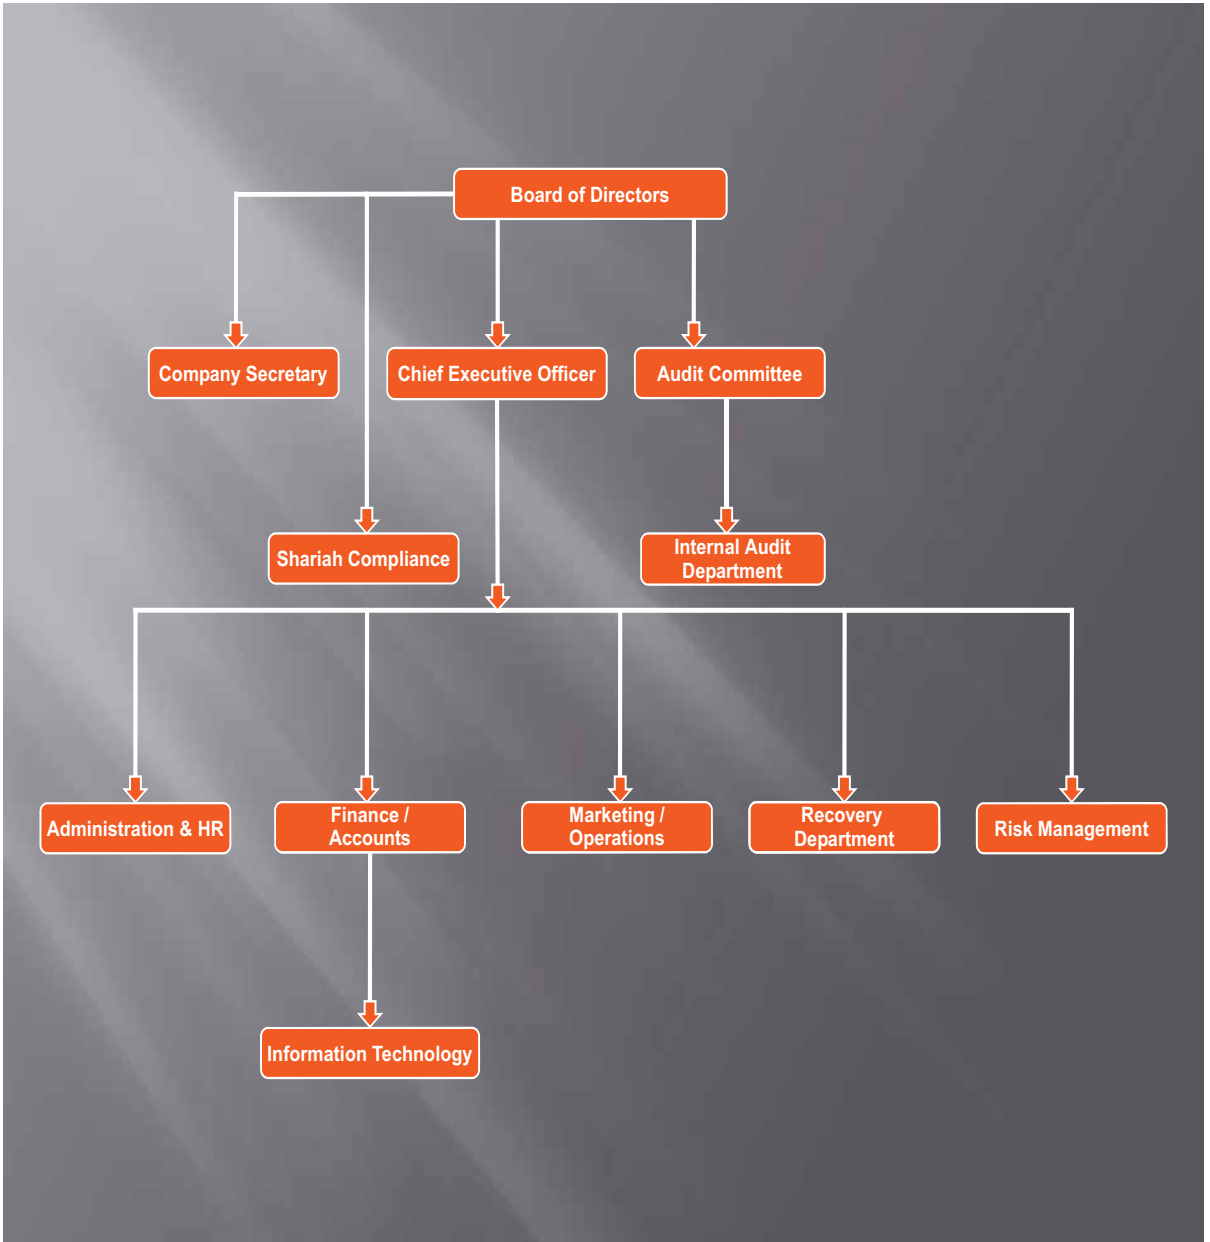 Board of Directors
Company Secretary
Chief Executive Officer
Audit Committee
Shariah Compliance
Internal Audit
Department
Administration & HR
Finance /
Accounts
Marketing /
Operations
Recovery
Department
Risk Management
Information Technology